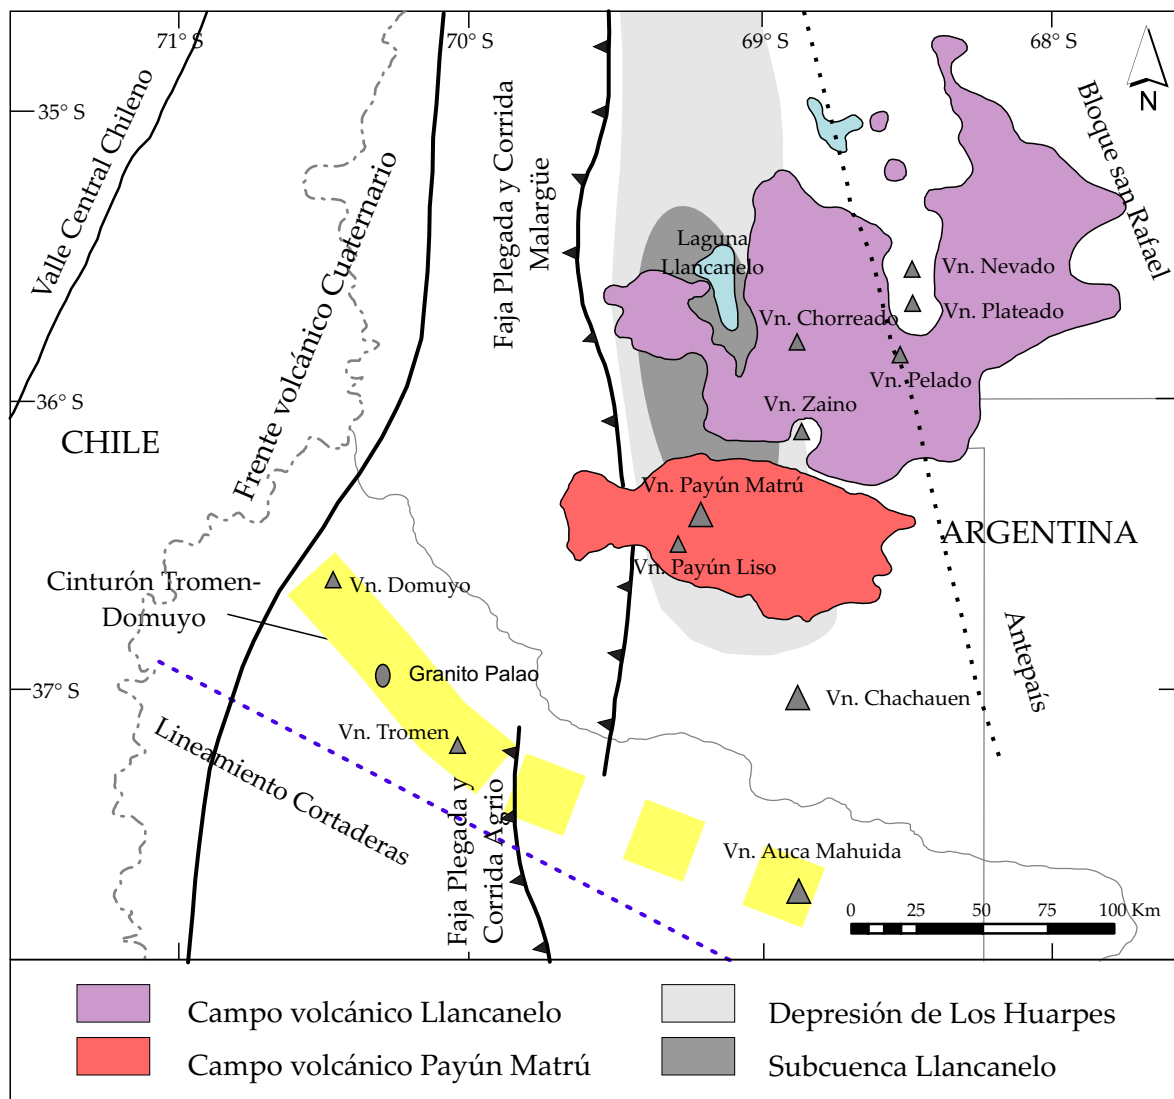 71° S
70° S
69° S
68° S
N
35° S
36° S
37° S
Valle Central Chileno
Frente volcánico Cuaternario
Faja Plegada y Corrida
Malargüe
Bloque san Rafael
Laguna
Llancanelo
Vn. Nevado
Vn. Plateado
Vn. Chorreado
Vn. Pelado
Vn. Zaino
CHILE
ARGENTINA
Vn. Payún Matrú
Vn. Payún Liso
Cinturón Tromen-
Domuyo
Vn. Domuyo
Granito Palao
Vn. Tromen
Antepaís
Vn. Chachauen
Lineamiento Cortaderas
Faja Plegada y
Corrida Agrio
Vn. Auca Mahuida
0 25 50 75 100 Km
Campo volcánico Llancanelo
Campo volcánico Payún Matrú
Depresión de Los Huarpes
Subcuenca Llancanelo